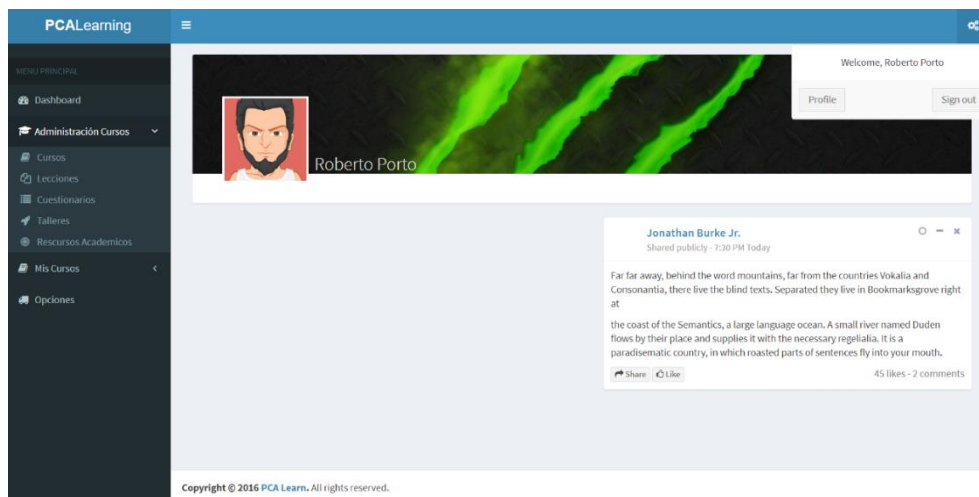 PCALearning
Welcome, Roberto Porto
Profile
Sign out
MENU PRINCIPAL
Dashboard
Administración Cursos
Cursos
Lecciones
Cuestionarios
Talleres
Rescursos Academicos
Mis Cursos
Opciones
Roberto Porto
Jonathan Burke Jr.
Shared publicly - 7:30 PM Today
Far far away, behind the word mountains, far from the countries Vokalia and
Consonantia, there live the blind texts. Separated they live in Bookmarksgrove right
at
the coast of the Semantics, a large language ocean. A small river named Duden
flows by their place and supplies it with the necessary regelialia. It is a
paradisematic country, in which roasted parts of sentences fly into your mouth.
Share Like 45 likes - 2 comments
Copyright © 2016 PCA Learn. All rights reserved.